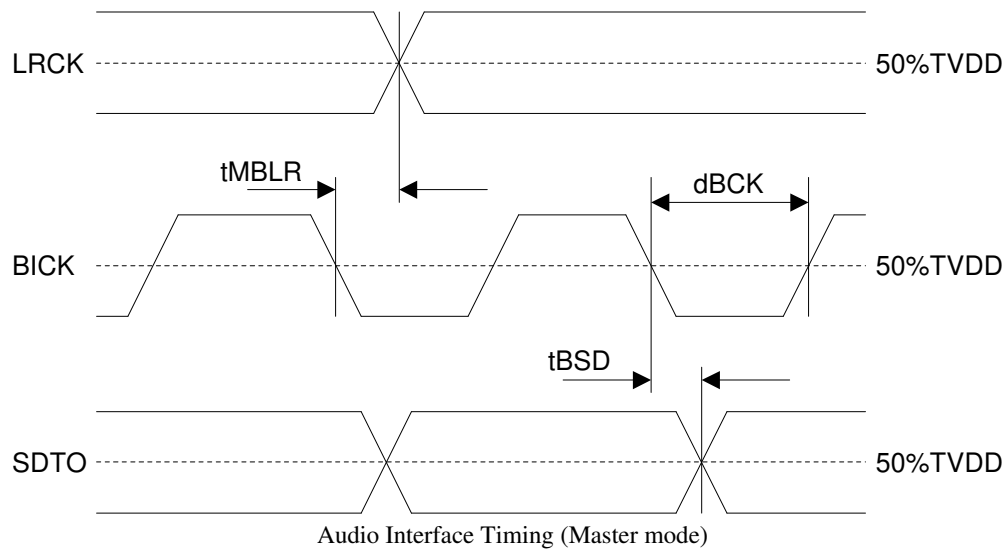 LRCK
50%TVDD
tMBLR
dBCK
BICK
50%TVDD
tBSD
SDTO
50%TVDD
Audio Interface Timing (Master mode)